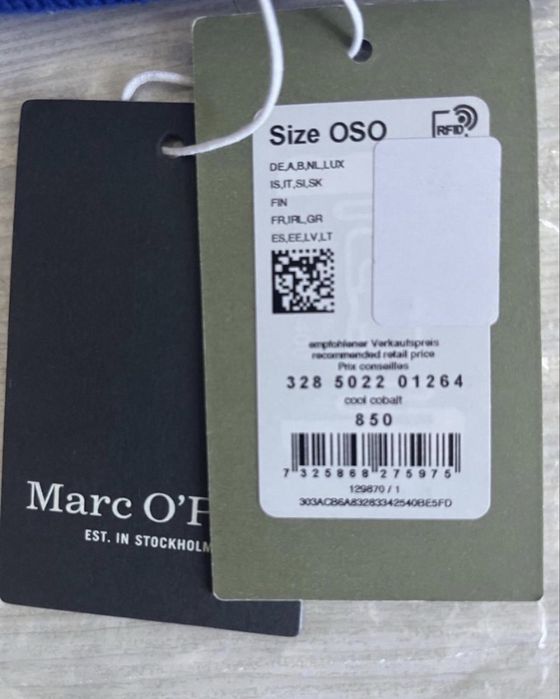 Size OSO
RFID
DE,A,B,NL,LUX
IS,IT,SI,SK
FIN
FR,IRL,GR
ES,EE,LV,LT
empfohlener Verkaufspreis
recommended retail price
Prix conseilles
328 5022 01264
cool cobalt
850
7 325868 275975
129870 / 1
303ACB6A83283342540BE5FD
Marc O'P
EST. IN STOCKHOLM